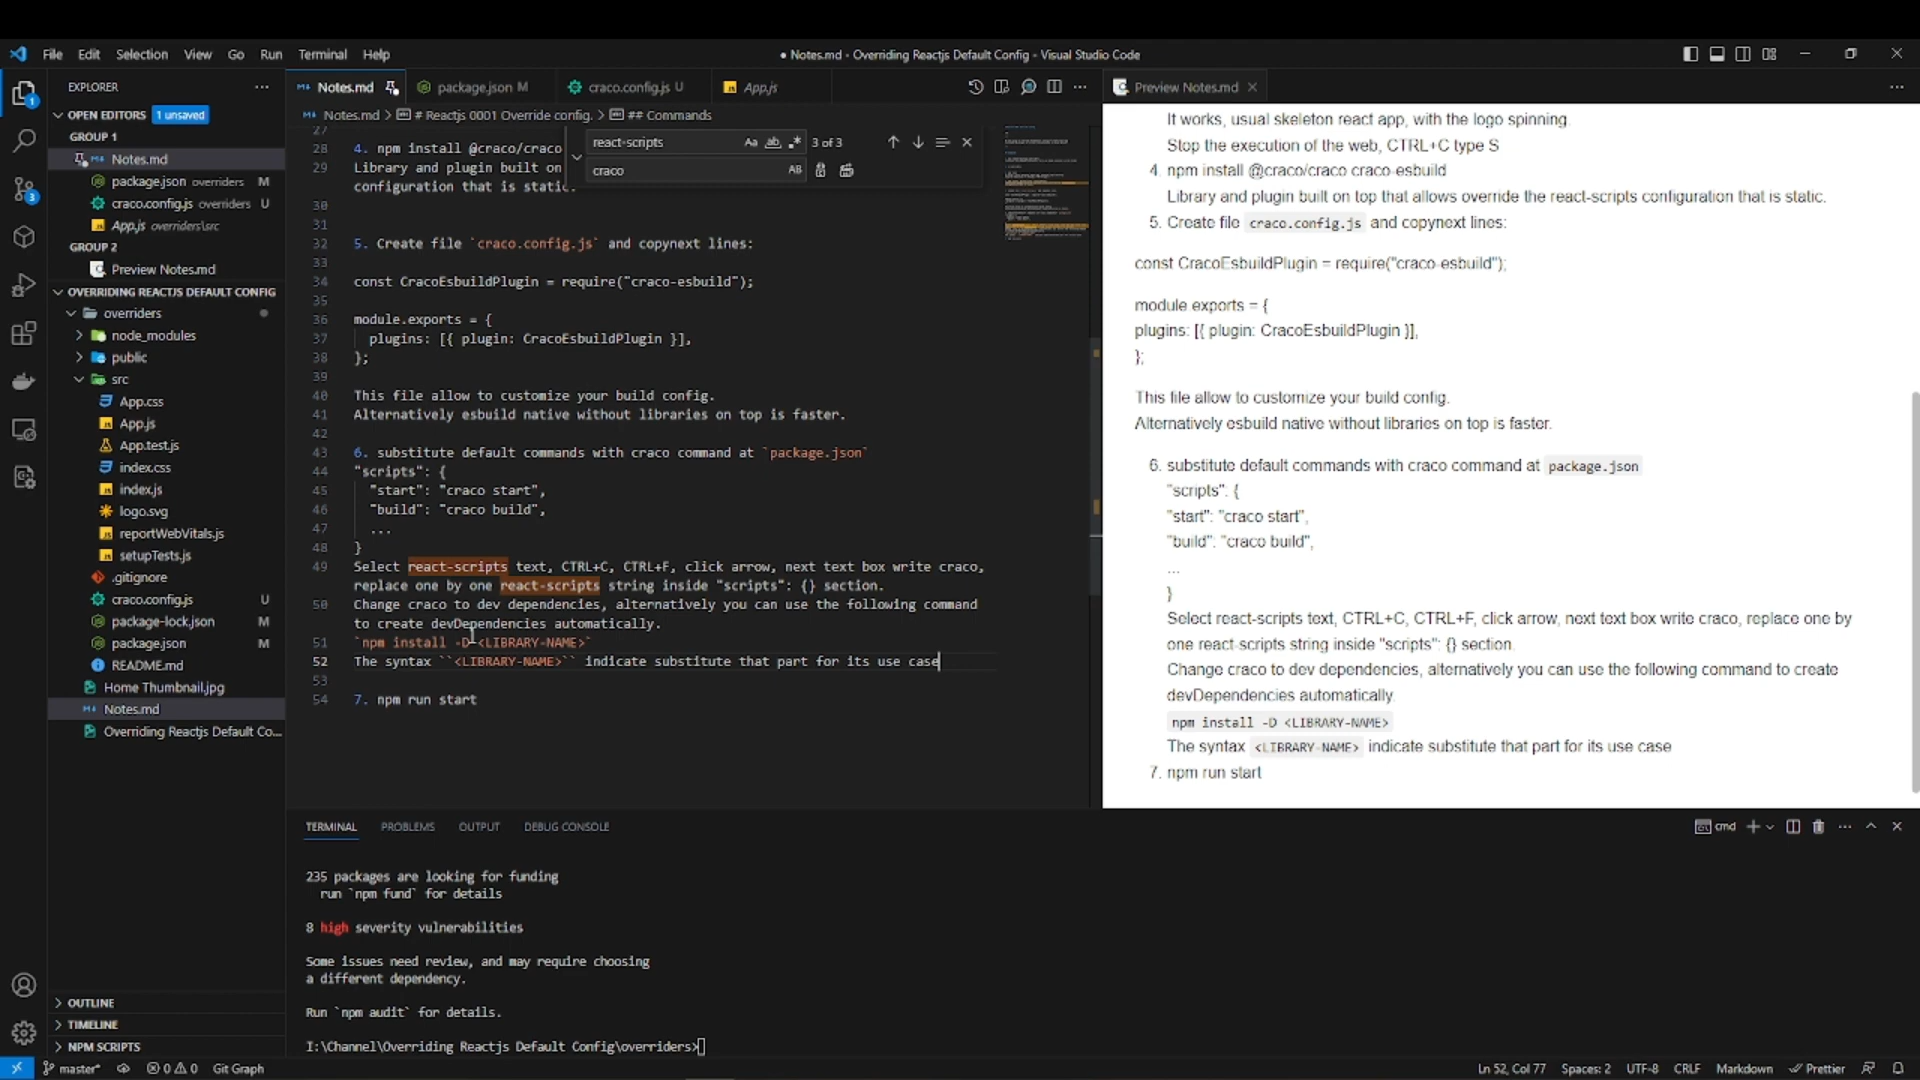 File Edit Selection View Go Run Terminal Help
● Notes.md - Overriding Reactjs Default Config - Visual Studio Code
EXPLORER
OPEN EDITORS 1 unsaved
GROUP 1
Notes.md
package.json overriders M
craco.config.js overriders U
App.js overriders\src
GROUP 2
Preview Notes.md
OVERRIDING REACTJS DEFAULT CONFIG
overriders
node_modules
public
src
App.css
App.js
App.test.js
index.css
index.js
logo.svg
reportWebVitals.js
setupTests.js
.gitignore
craco.config.js U
package-lock.json M
package.json M
README.md
Home Thumbnail.jpg
Notes.md
Overriding Reactjs Default Co...
OUTLINE
TIMELINE
NPM SCRIPTS
Notes.md package.json M craco.config.js U App.js
Notes.md > # Reactjs 0001 Override config. > ## Commands
react-scripts Aa ab 3 of 3
craco AB
27
28 4. npm install @craco/craco
29 Library and plugin built on
configuration that is static.
30
31
32 5. Create file `craco.config.js` and copynext lines:
33
34 const CracoEsbuildPlugin = require("craco-esbuild");
35
36 module.exports = {
37 plugins: [{ plugin: CracoEsbuildPlugin }],
38 };
39
40 This file allow to customize your build config.
41 Alternatively esbuild native without libraries on top is faster.
42
43 6. substitute default commands with craco command at `package.json`
44 "scripts": {
45 "start": "craco start",
46 "build": "craco build",
47 ...
48 }
49 Select react-scripts text, CTRL+C, CTRL+F, click arrow, next text box write craco,
replace one by one react-scripts string inside "scripts": {} section.
50 Change craco to dev dependencies, alternatively you can use the following command
to create devDependencies automatically.
51 `npm install -D <LIBRARY-NAME>`
52 The syntax ``<LIBRARY-NAME>`` indicate substitute that part for its use case
53
54 7. npm run start
Preview Notes.md
It works, usual skeleton react app, with the logo spinning.
Stop the execution of the web, CTRL+C type S
4. npm install @craco/craco craco-esbuild
Library and plugin built on top that allows override the react-scripts configuration that is static.
5. Create file craco.config.js and copynext lines:
const CracoEsbuildPlugin = require("craco-esbuild");
module.exports = {
plugins: [{ plugin: CracoEsbuildPlugin }],
};
This file allow to customize your build config.
Alternatively esbuild native without libraries on top is faster.
6. substitute default commands with craco command at package.json
"scripts": {
"start": "craco start",
"build": "craco build",
...
}
Select react-scripts text, CTRL+C, CTRL+F, click arrow, next text box write craco, replace one by
one react-scripts string inside "scripts": {} section.
Change craco to dev dependencies, alternatively you can use the following command to create
devDependencies automatically.
npm install -D <LIBRARY-NAME>
The syntax <LIBRARY-NAME> indicate substitute that part for its use case
7. npm run start
TERMINAL PROBLEMS OUTPUT DEBUG CONSOLE
cmd
235 packages are looking for funding
run `npm fund` for details
8 high severity vulnerabilities
Some issues need review, and may require choosing
a different dependency.
Run `npm audit` for details.
I:\Channel\Overriding Reactjs Default Config\overriders>
1
3
master* 0 0 Git Graph
Ln 52, Col 77 Spaces: 2 UTF-8 CRLF Markdown Prettier